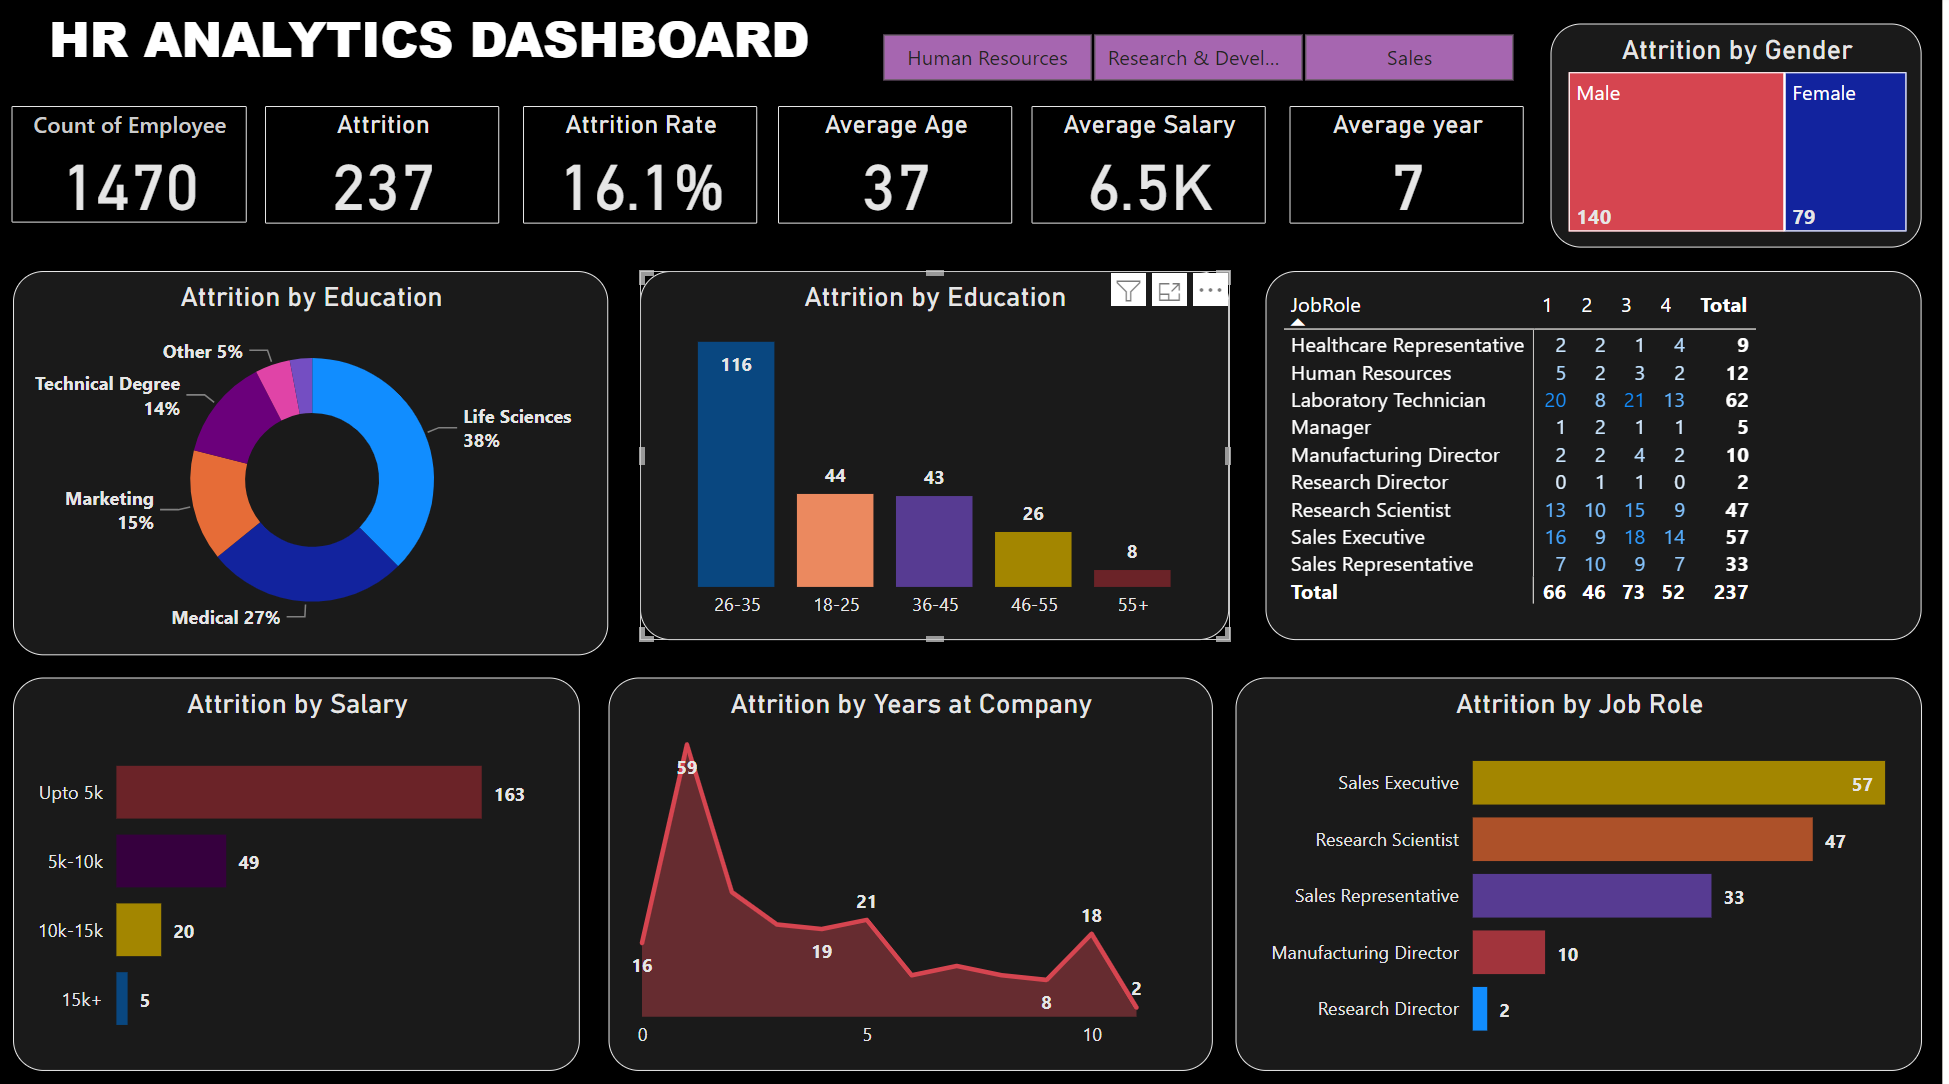 HR ANALYTICS DASHBOARD
Human Resources
Research & Devel...
Sales
Attrition by Gender
Male
Female
140
79
Count of Employee
1470
Attrition
237
Attrition Rate
16.1%
Average Age
37
Average Salary
6.5K
Average year
7
Attrition by Education
Other 5%
Technical Degree
14%
Life Sciences
38%
Marketing
15%
Medical 27%
Attrition by Education
116
44
43
26
8
26-35
18-25
36-45
46-55
55+
JobRole 1 2 3 4 Total
Healthcare Representative 2 2 1 4 9
Human Resources 5 2 3 2 12
Laboratory Technician 20 8 21 13 62
Manager 1 2 1 1 5
Manufacturing Director 2 2 4 2 10
Research Director 0 1 1 0 2
Research Scientist 13 10 15 9 47
Sales Executive 16 9 18 14 57
Sales Representative 7 10 9 7 33
Total 66 46 73 52 237
Attrition by Salary
Upto 5k 163
5k-10k 49
10k-15k 20
15k+ 5
Attrition by Years at Company
59
21
18
19
16
2
8
0
5
10
Attrition by Job Role
Sales Executive 57
Research Scientist 47
Sales Representative 33
Manufacturing Director 10
Research Director 2